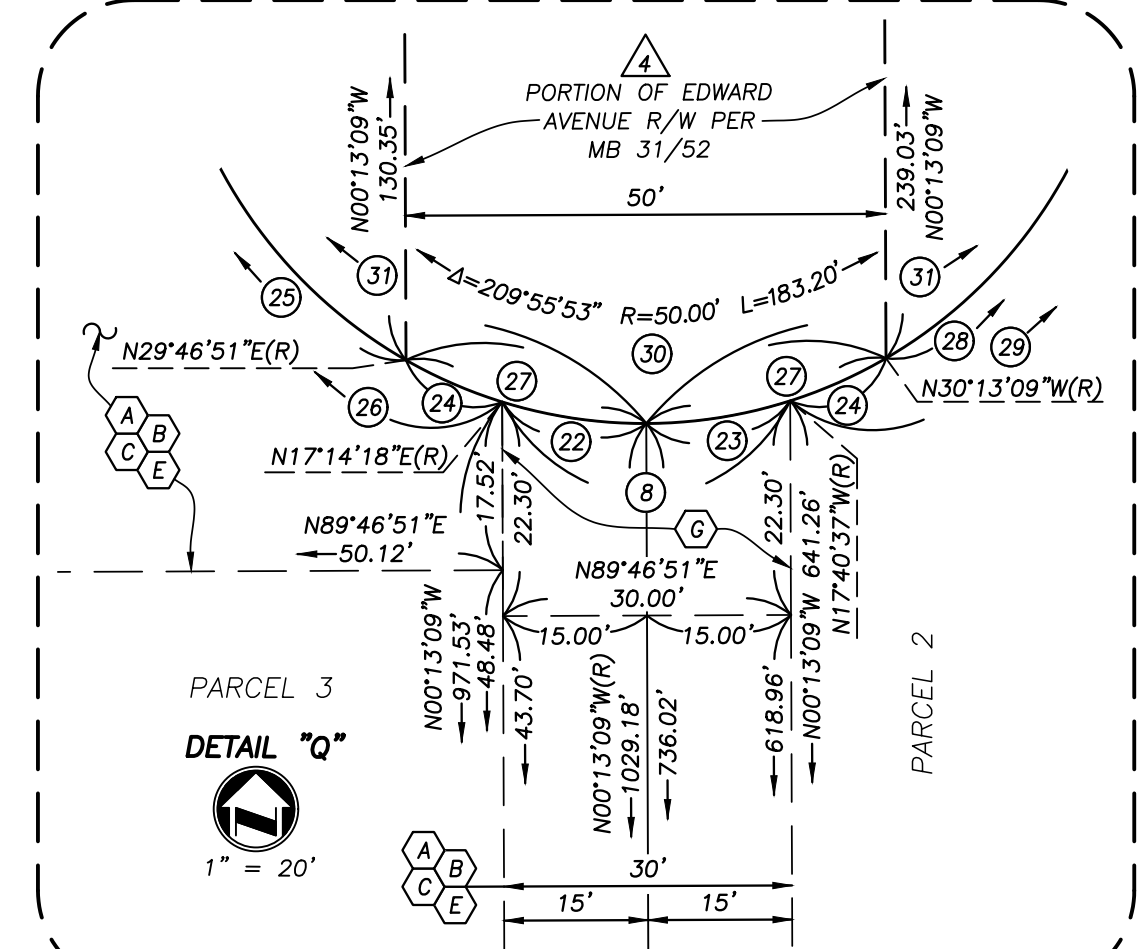 4
PORTION OF EDWARD
AVENUE R/W PER
MB 31/52
N00°13'09"W
130.35'
239.03'
N00°13'09"W
50'
31
31
25
Δ=209°55'53" R=50.00' L=183.20'
30
28
29
N29°46'51"E(R)
27
27
N30°13'09"W(R)
26
24
24
22
23
A
B
C
E
N17°14'18"E(R)
8
17.52'
22.30'
22.30'
N00°13'09"W 641.26'
N17°40'37"W(R)
G
N89°46'51"E
50.12'
N89°46'51"E
30.00'
15.00'
15.00'
N00°13'09"W
971.53'
48.48'
43.70'
N00°13'09"W(R)
1029.18'
736.02'
618.96'
PARCEL 3
PARCEL 2
DETAIL "Q"
N
1" = 20'
A
B
C
E
30'
15'
15'